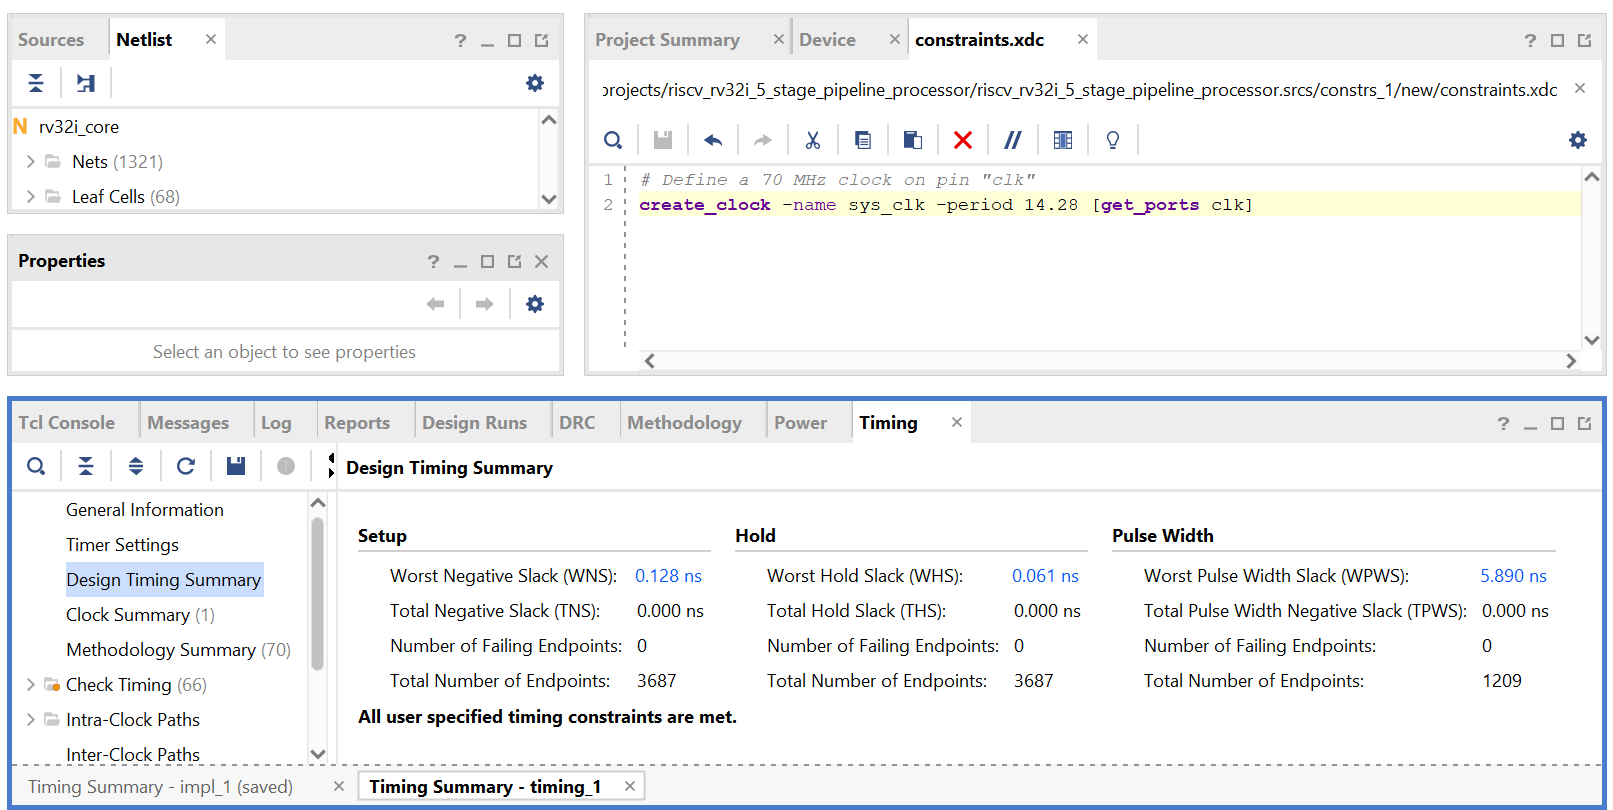 Sources
Netlist
rv32i_core
Nets (1321)
Leaf Cells (68)
Properties
Select an object to see properties
Project Summary
Device
constraints.xdc
projects/riscv_rv32i_5_stage_pipeline_processor/riscv_rv32i_5_stage_pipeline_processor.srcs/constrs_1/new/constraints.xdc
1 # Define a 70 MHz clock on pin "clk"
2 create_clock -name sys_clk -period 14.28 [get_ports clk]
Tcl Console
Messages
Log
Reports
Design Runs
DRC
Methodology
Power
Timing
Design Timing Summary
General Information
Timer Settings
Design Timing Summary
Clock Summary (1)
Methodology Summary (70)
Check Timing (66)
Intra-Clock Paths
Inter-Clock Paths
Setup
Worst Negative Slack (WNS): 0.128 ns
Total Negative Slack (TNS): 0.000 ns
Number of Failing Endpoints: 0
Total Number of Endpoints: 3687
Hold
Worst Hold Slack (WHS): 0.061 ns
Total Hold Slack (THS): 0.000 ns
Number of Failing Endpoints: 0
Total Number of Endpoints: 3687
Pulse Width
Worst Pulse Width Slack (WPWS): 5.890 ns
Total Pulse Width Negative Slack (TPWS): 0.000 ns
Number of Failing Endpoints: 0
Total Number of Endpoints: 1209
All user specified timing constraints are met.
Timing Summary - impl_1 (saved)
Timing Summary - timing_1